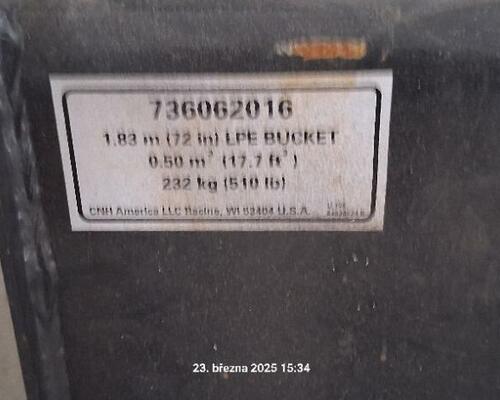 736062016
1.83 m (72 in) LPE BUCKET
0.50 m³ (17.7 ft³)
232 kg (510 lb)
CNH America LLC Racine, WI 53404 U.S.A.
23. března 2025 15:34